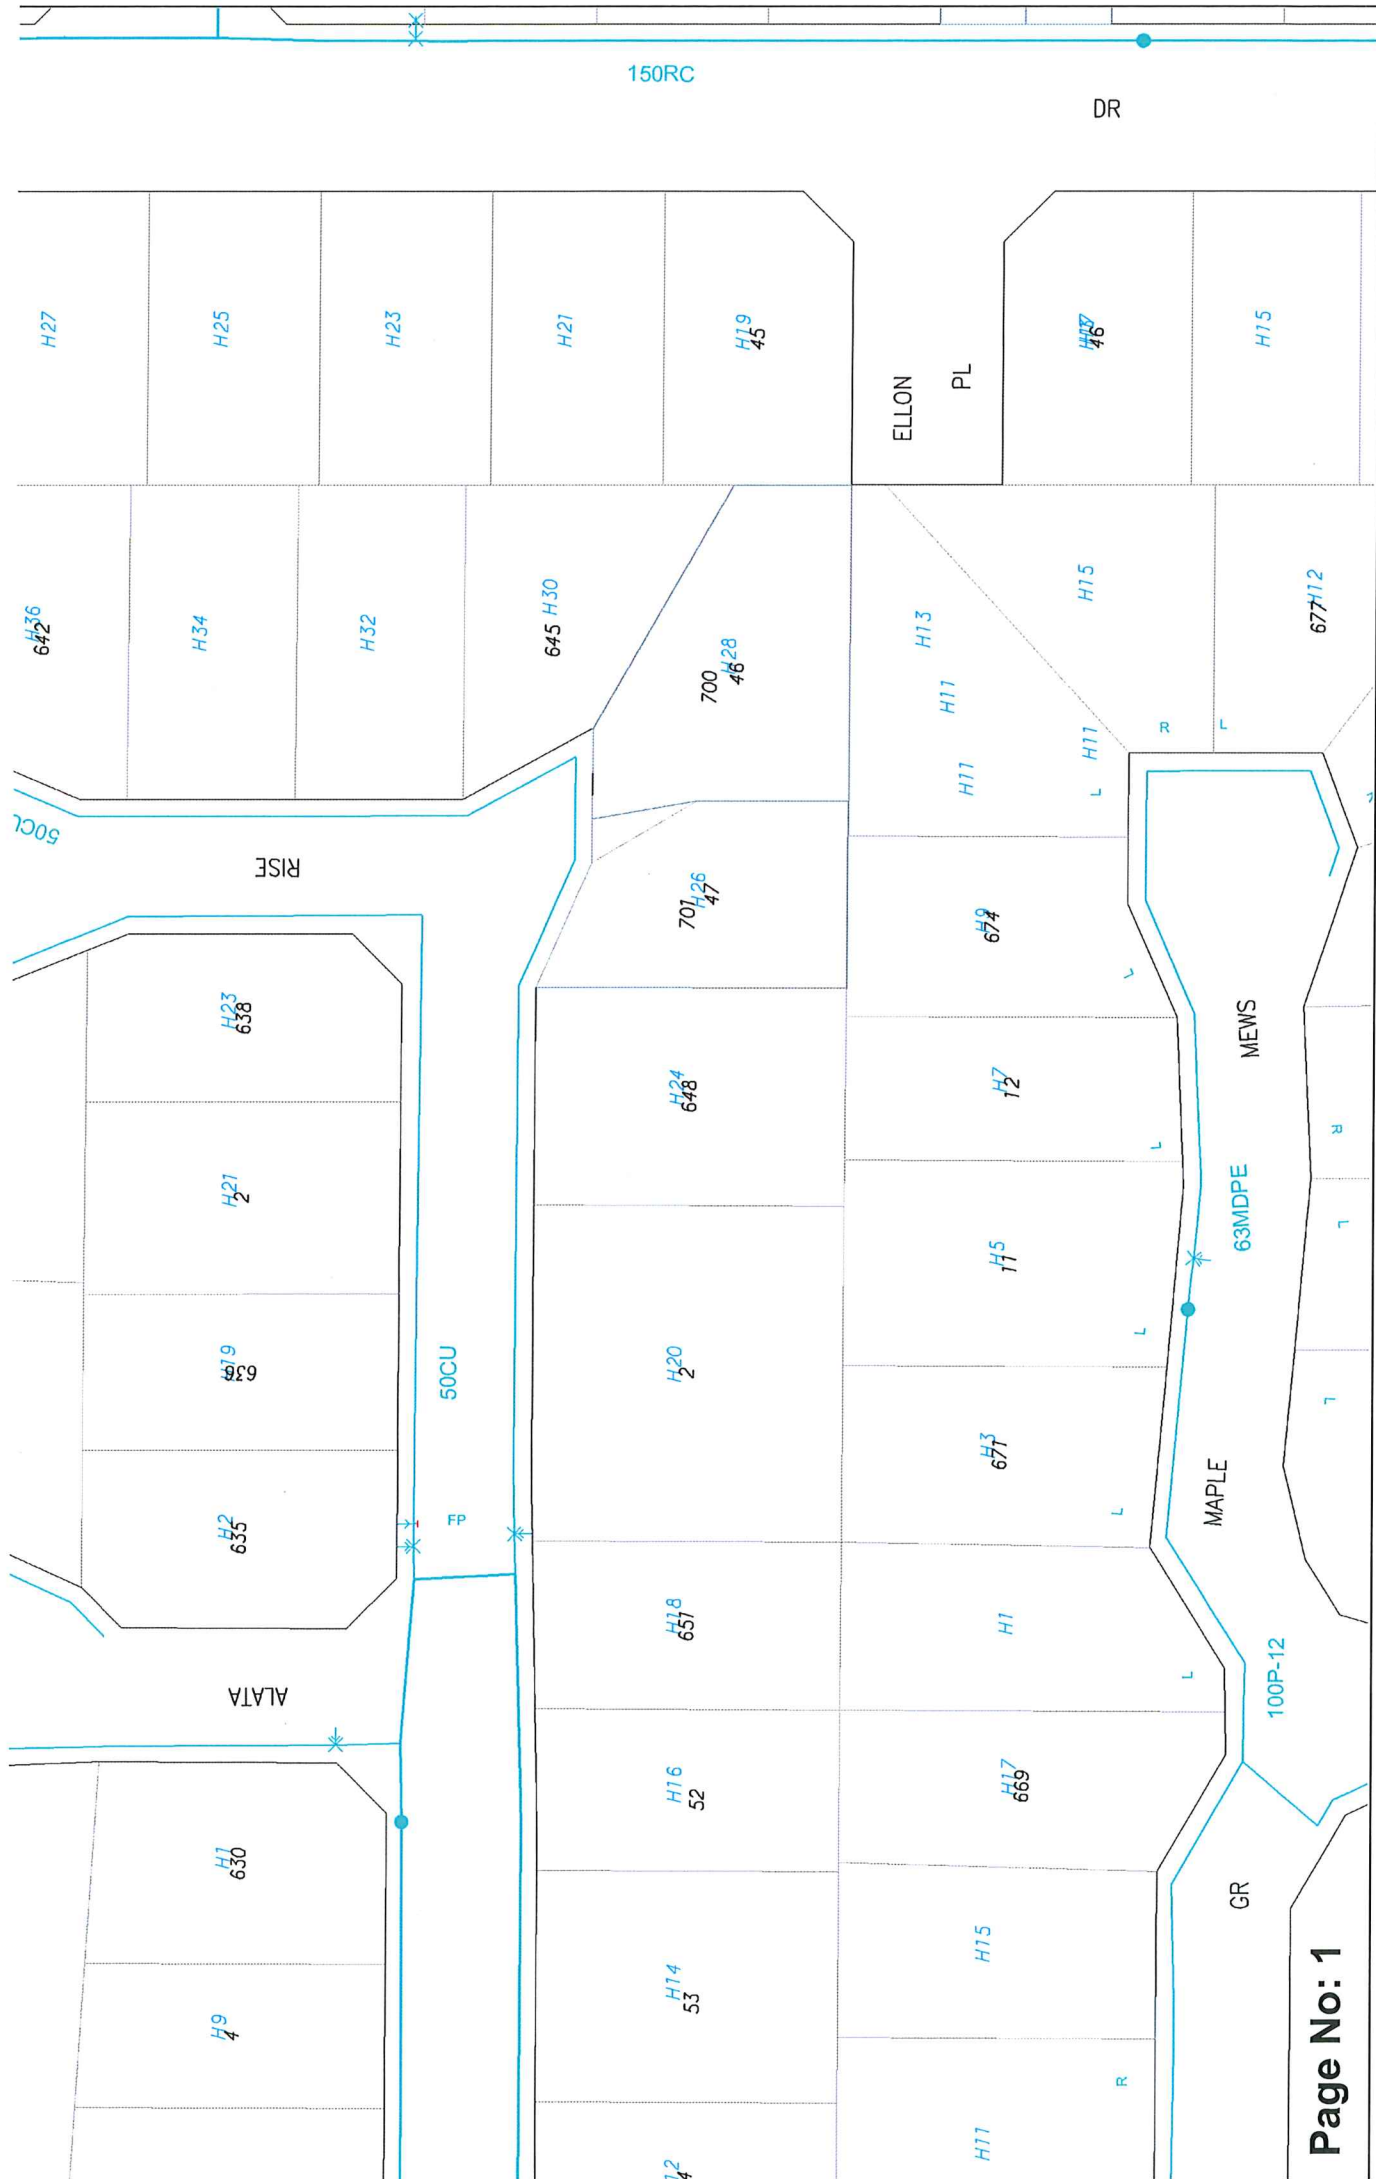 150RC
DR
H27
H25
H23
H21
H19
45
46
H15
ELLON
PL
H36
642
H34
H32
H30
645
H28
700
46
H13
H11
H11
H11
L
H15
R
L
H12
677
RISE
H26
701
47
H9
674
L
H23
638
H24
648
H7
12
L
MEWS
R
H21
2
H5
11
L
63MDPE
L
H19
636
50CU
H20
2
H3
671
L
MAPLE
L
H2
635
FP
H18
651
H1
L
100P-12
ALATA
H16
52
H17
669
H1
630
H14
53
H15
GR
H9
4
R
H11
Page No: 1